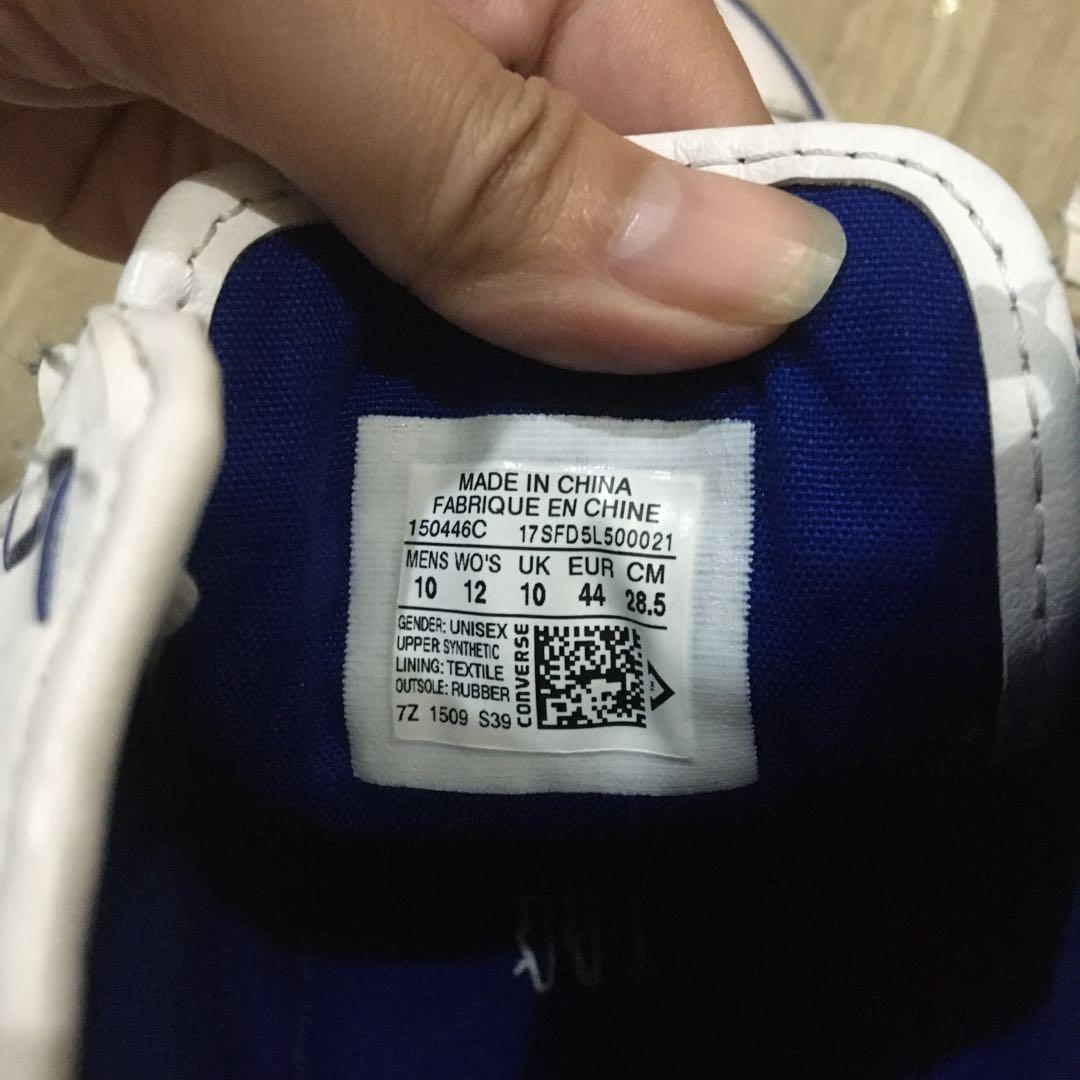 MADE IN CHINA
FABRIQUE EN CHINE
150446C 17SFD5L500021
MENS WO'S UK EUR CM
10 12 10 44 28.5
GENDER: UNISEX
UPPER SYNTHETIC
LINING: TEXTILE
OUTSOLE: RUBBER
7Z 1509 S39
CONVERSE
TM